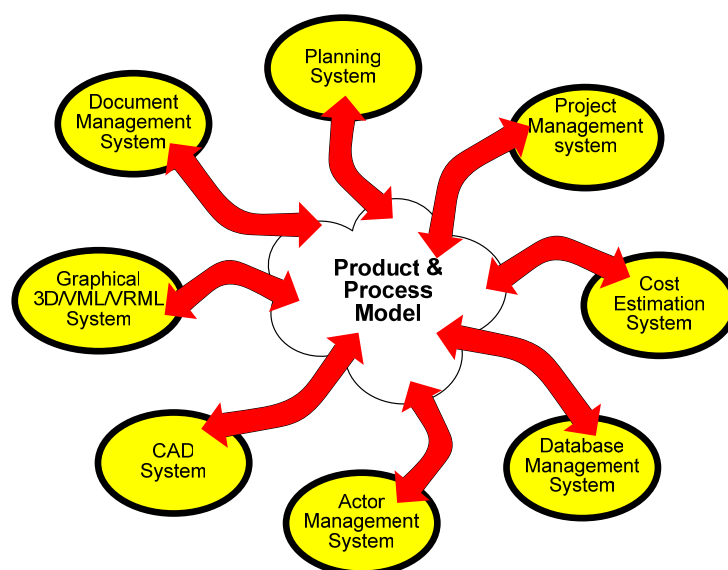 Planning
System
Document
Management
System
Project
Management
system
Graphical
3D/VML/VRML
System
Product &
Process
Model
Cost
Estimation
System
CAD
System
Database
Management
System
Actor
Management
System